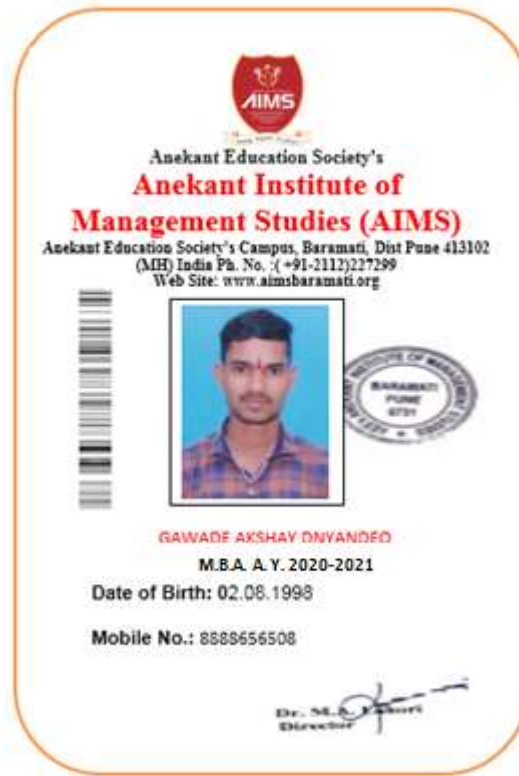 AIMS
Anekant Education Society's
Anekant Institute of
Management Studies (AIMS)
Anekant Education Society's Campus, Baramati, Dist Pune 413102
(MH) India Ph. No. :( +91-2112)227299
Web Site: www.aimsbaramati.org
BARAMATI
PUNE
GAWADE AKSHAY DNYANDEO
M.B.A. A.Y. 2020-2021
Date of Birth: 02.08.1998
Mobile No.: 8888656508
Dr. M.A.
Director